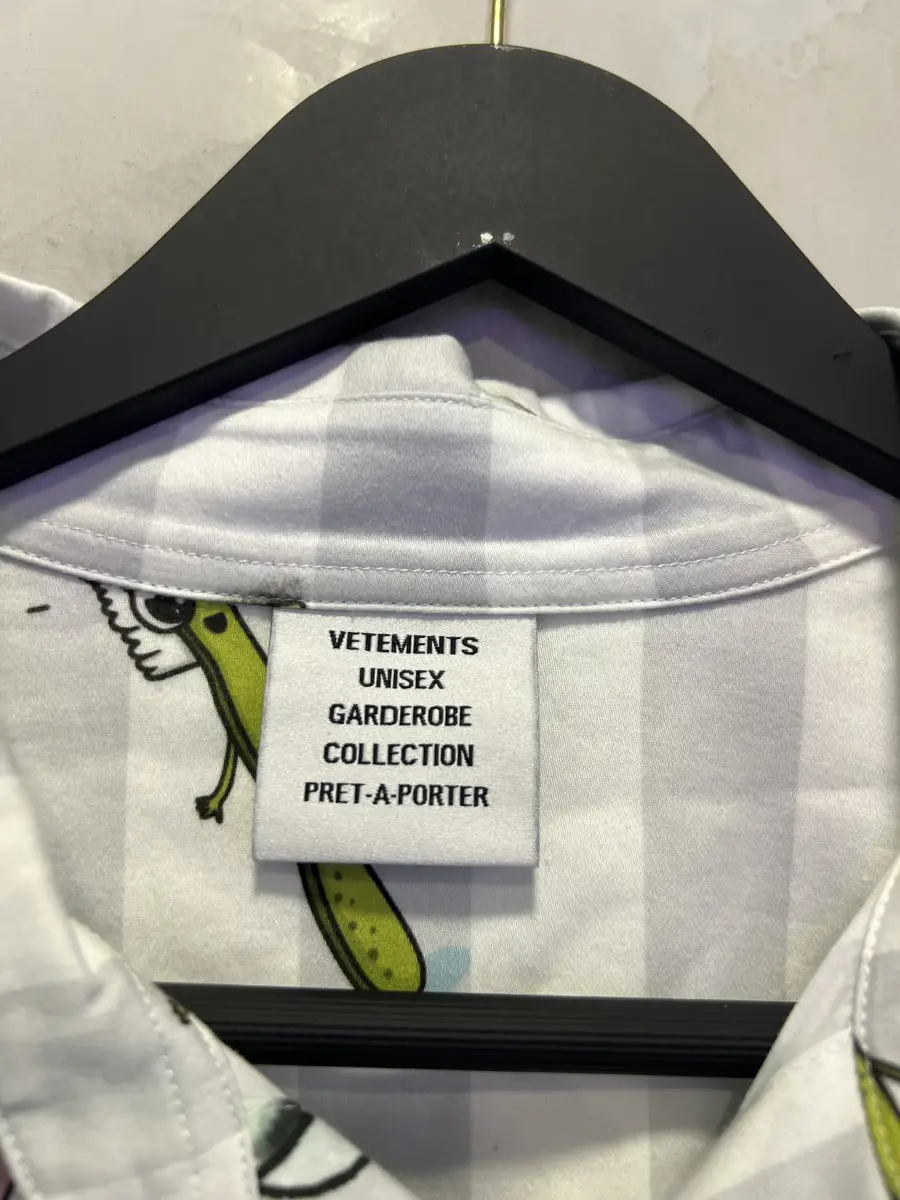 VETEMENTS
UNISEX
GARDEROBE
COLLECTION
PRET-A-PORTER